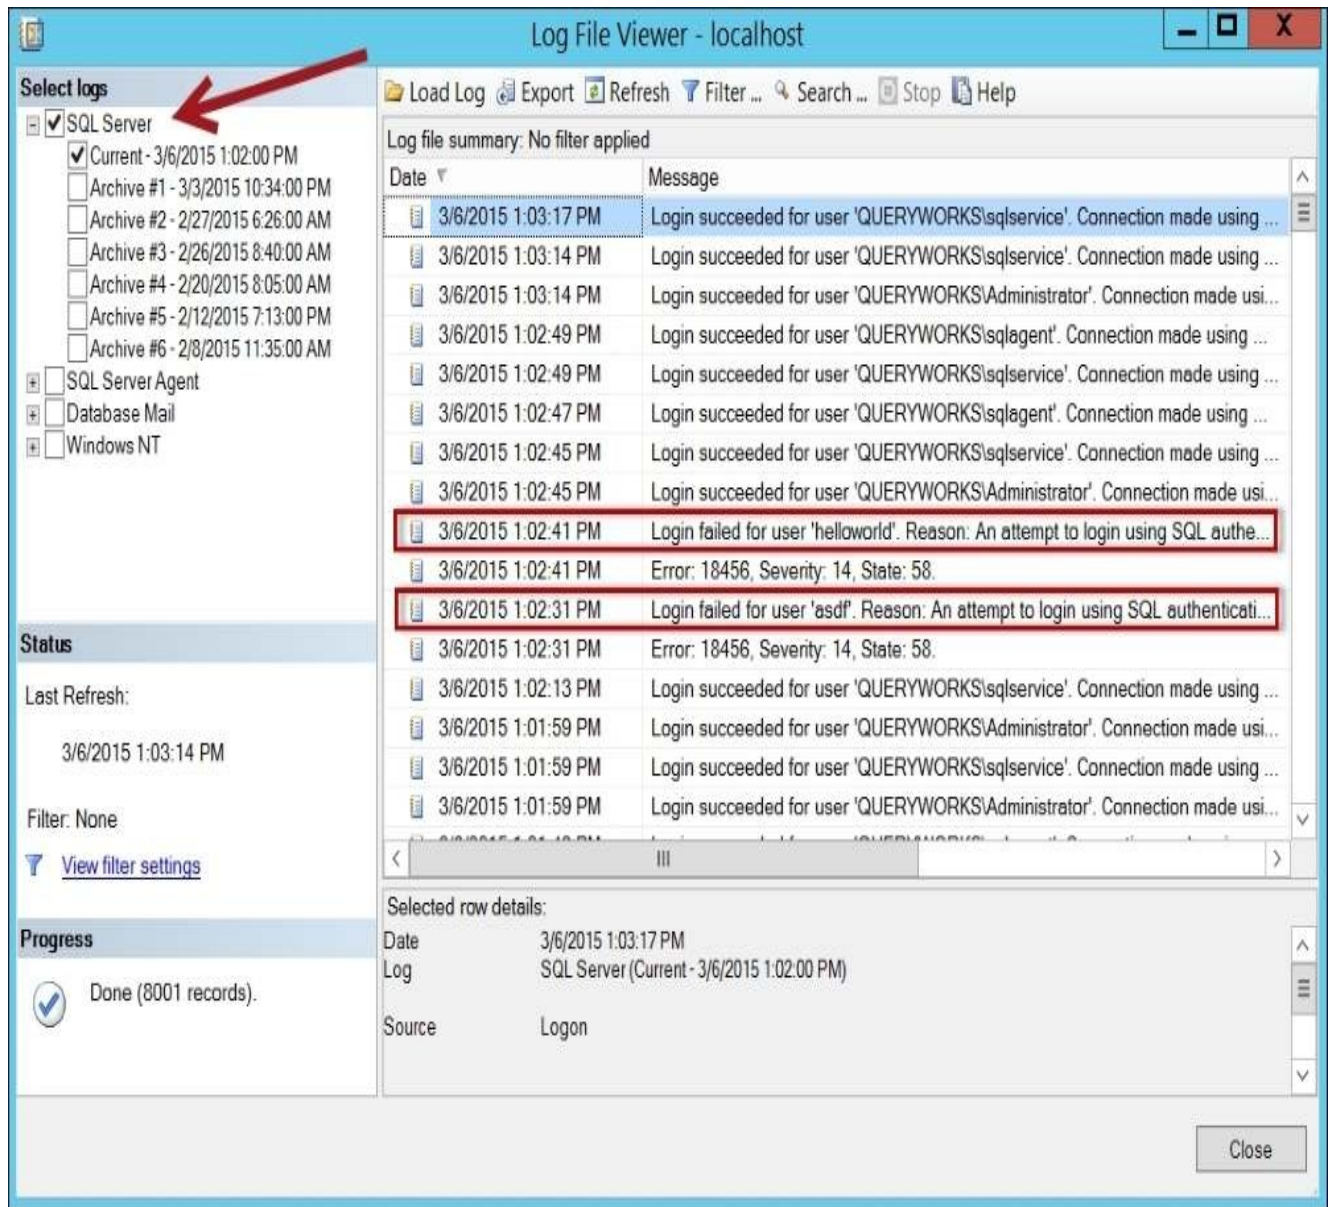 Log File Viewer - localhost
X
Select logs
SQL Server
Current - 3/6/2015 1:02:00 PM
Archive #1 - 3/3/2015 10:34:00 PM
Archive #2 - 2/27/2015 6:26:00 AM
Archive #3 - 2/26/2015 8:40:00 AM
Archive #4 - 2/20/2015 8:05:00 AM
Archive #5 - 2/12/2015 7:13:00 PM
Archive #6 - 2/8/2015 11:35:00 AM
SQL Server Agent
Database Mail
Windows NT
Status
Last Refresh:
3/6/2015 1:03:14 PM
Filter: None
View filter settings
Progress
Done (8001 records).
Load Log Export Refresh Filter ... Search ... Stop Help
Log file summary: No filter applied
Date Message
3/6/2015 1:03:17 PM Login succeeded for user 'QUERYWORKS\sqlservice'. Connection made using ...
3/6/2015 1:03:14 PM Login succeeded for user 'QUERYWORKS\sqlservice'. Connection made using ...
3/6/2015 1:03:14 PM Login succeeded for user 'QUERYWORKS\Administrator'. Connection made usi...
3/6/2015 1:02:49 PM Login succeeded for user 'QUERYWORKS\sqlagent'. Connection made using ...
3/6/2015 1:02:49 PM Login succeeded for user 'QUERYWORKS\sqlservice'. Connection made using ...
3/6/2015 1:02:47 PM Login succeeded for user 'QUERYWORKS\sqlagent'. Connection made using ...
3/6/2015 1:02:45 PM Login succeeded for user 'QUERYWORKS\sqlservice'. Connection made using ...
3/6/2015 1:02:45 PM Login succeeded for user 'QUERYWORKS\Administrator'. Connection made usi...
3/6/2015 1:02:41 PM Login failed for user 'helloworld'. Reason: An attempt to login using SQL authe...
3/6/2015 1:02:41 PM Error: 18456, Severity: 14, State: 58.
3/6/2015 1:02:31 PM Login failed for user 'asdf'. Reason: An attempt to login using SQL authenticati...
3/6/2015 1:02:31 PM Error: 18456, Severity: 14, State: 58.
3/6/2015 1:02:13 PM Login succeeded for user 'QUERYWORKS\sqlservice'. Connection made using ...
3/6/2015 1:01:59 PM Login succeeded for user 'QUERYWORKS\Administrator'. Connection made usi...
3/6/2015 1:01:59 PM Login succeeded for user 'QUERYWORKS\sqlservice'. Connection made using ...
3/6/2015 1:01:59 PM Login succeeded for user 'QUERYWORKS\Administrator'. Connection made usi...
Selected row details:
Date 3/6/2015 1:03:17 PM
Log SQL Server (Current - 3/6/2015 1:02:00 PM)
Source Logon
Close